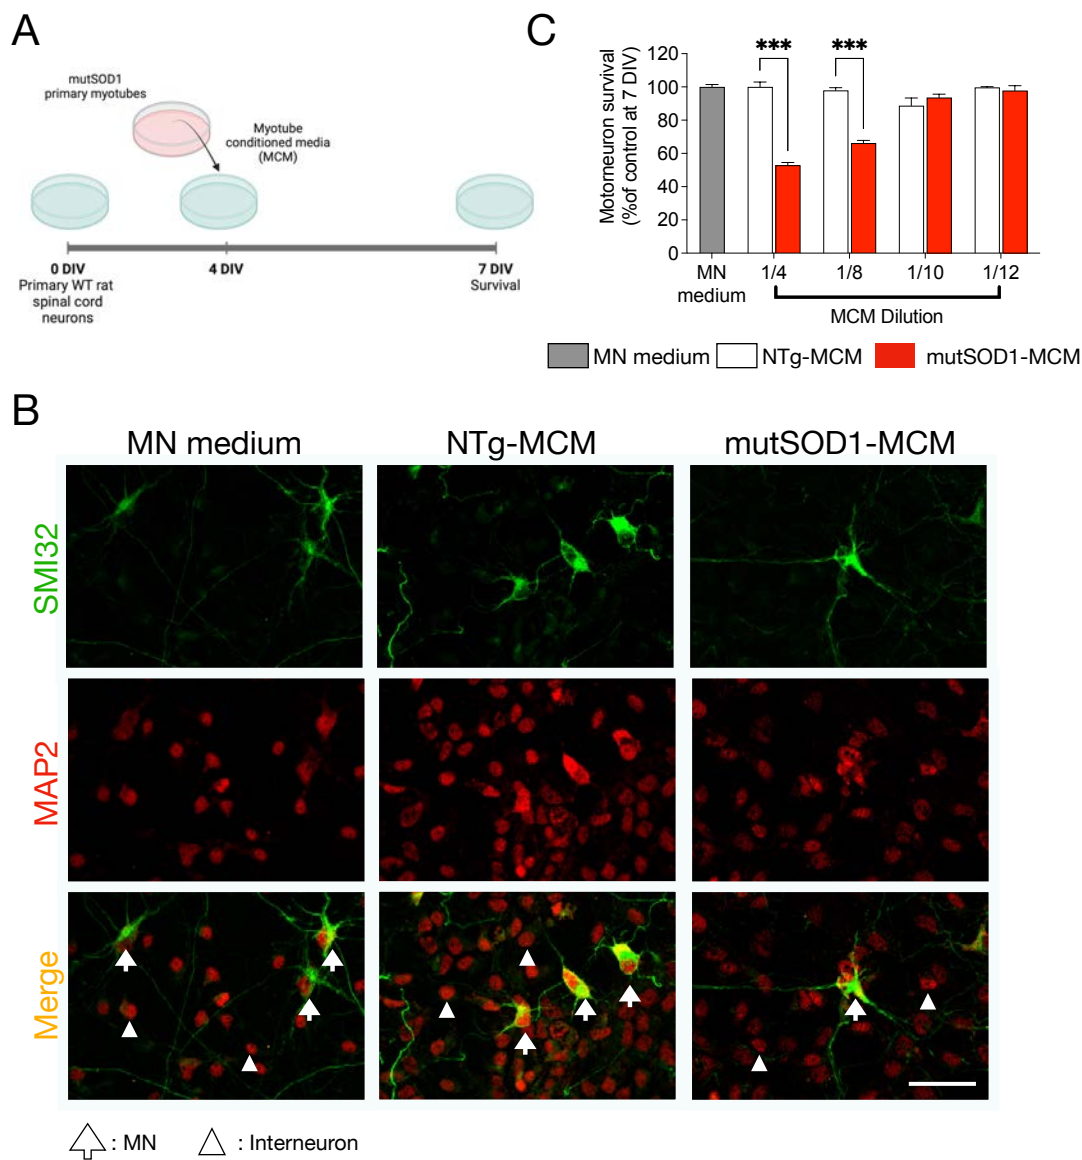 A
mutSOD1
primary myotubes
Myotube
conditioned media
(MCM)
0 DIV
Primary WT rat
spinal cord
neurons
4 DIV
7 DIV
Survival
C
Motorneuron survival
(%of control at 7 DIV)
120
100
80
60
40
20
0
***
***
MN
medium
1/4
1/8
1/10
1/12
MCM Dilution
MN medium
NTg-MCM
mutSOD1-MCM
B
MN medium
NTg-MCM
mutSOD1-MCM
SMI32
MAP2
Merge
: MN
: Interneuron